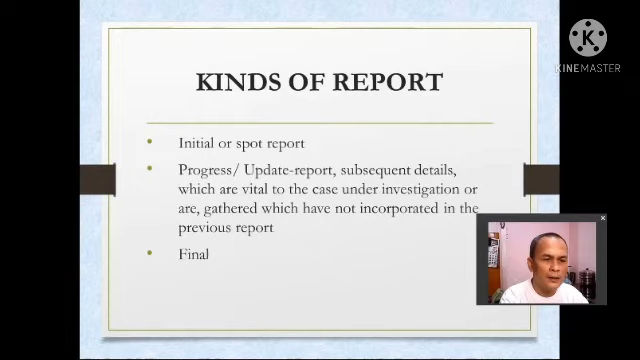 KINEMASTER
KINDS OF REPORT
• Initial or spot report
• Progress/ Update-report, subsequent details,
which are vital to the case under investigation or
are, gathered which have not incorporated in the
previous report
• Final